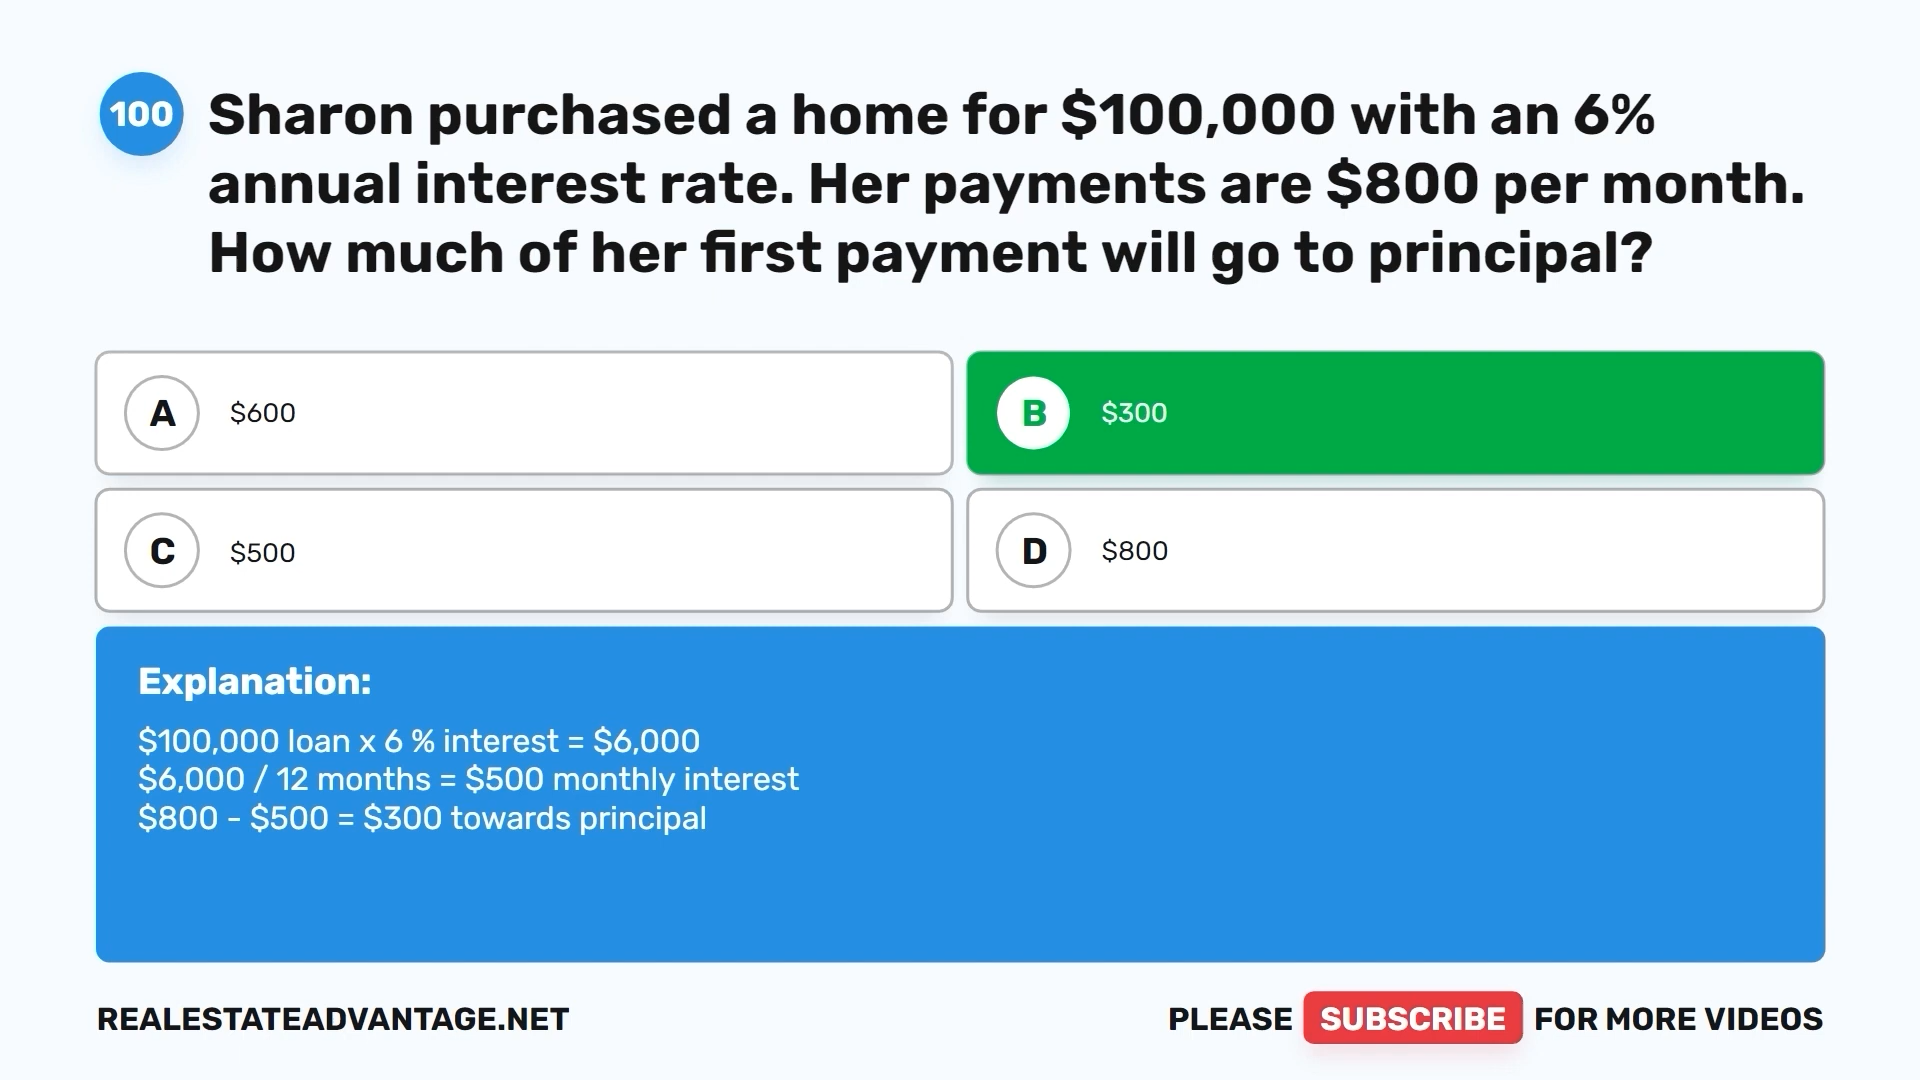 100
Sharon purchased a home for $100,000 with an 6%
annual interest rate. Her payments are $800 per month.
How much of her first payment will go to principal?
A $600
B $300
C $500
D $800
Explanation:
$100,000 loan x 6 % interest = $6,000
$6,000 / 12 months = $500 monthly interest
$800 - $500 = $300 towards principal
REALESTATEADVANTAGE.NET
PLEASE SUBSCRIBE FOR MORE VIDEOS